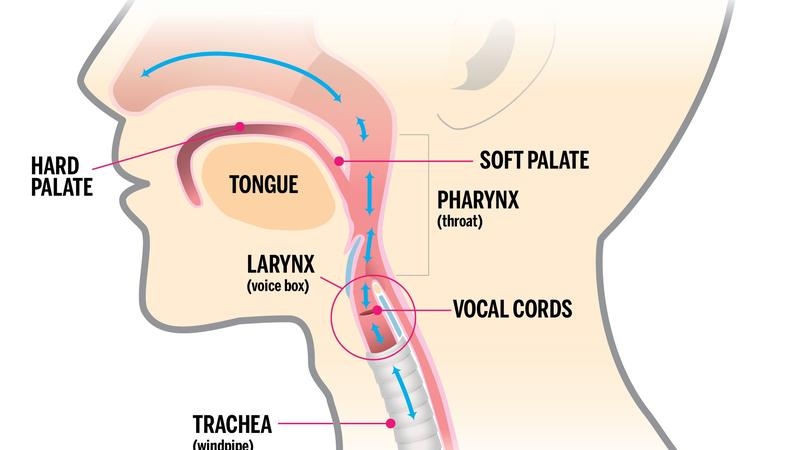 HARD
PALATE
TONGUE
SOFT PALATE
PHARYNX
(throat)
LARYNX
(voice box)
VOCAL CORDS
TRACHEA
(windpipe)